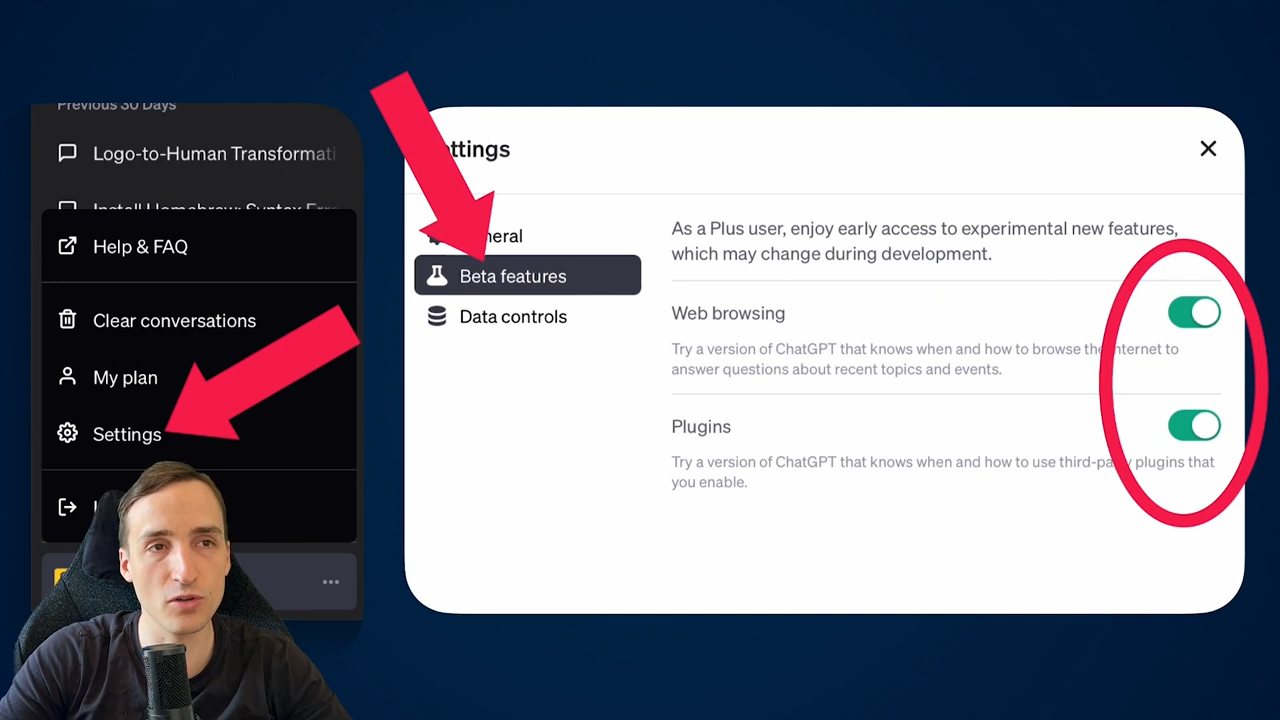 Previous 30 Days
Logo-to-Human Transformati
Install Homebrew: Syntax Erro
Help & FAQ
Clear conversations
My plan
Settings
ttings
neral
Beta features
Data controls
As a Plus user, enjoy early access to experimental new features,
which may change during development.
Web browsing
Try a version of ChatGPT that knows when and how to browse the internet to
answer questions about recent topics and events.
Plugins
Try a version of ChatGPT that knows when and how to use third-party plugins that
you enable.